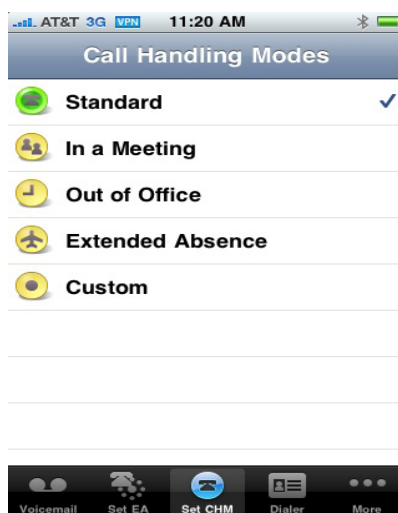 AT&T 3G VPN 11:20 AM
Call Handling Modes
Standard
In a Meeting
Out of Office
Extended Absence
Custom
Voicemail Set EA Set CHM Dialer More